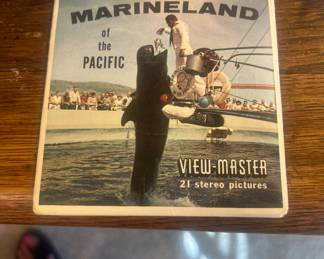 MARINELAND
of the
PACIFIC
VIEW-MASTER
21 stereo pictures